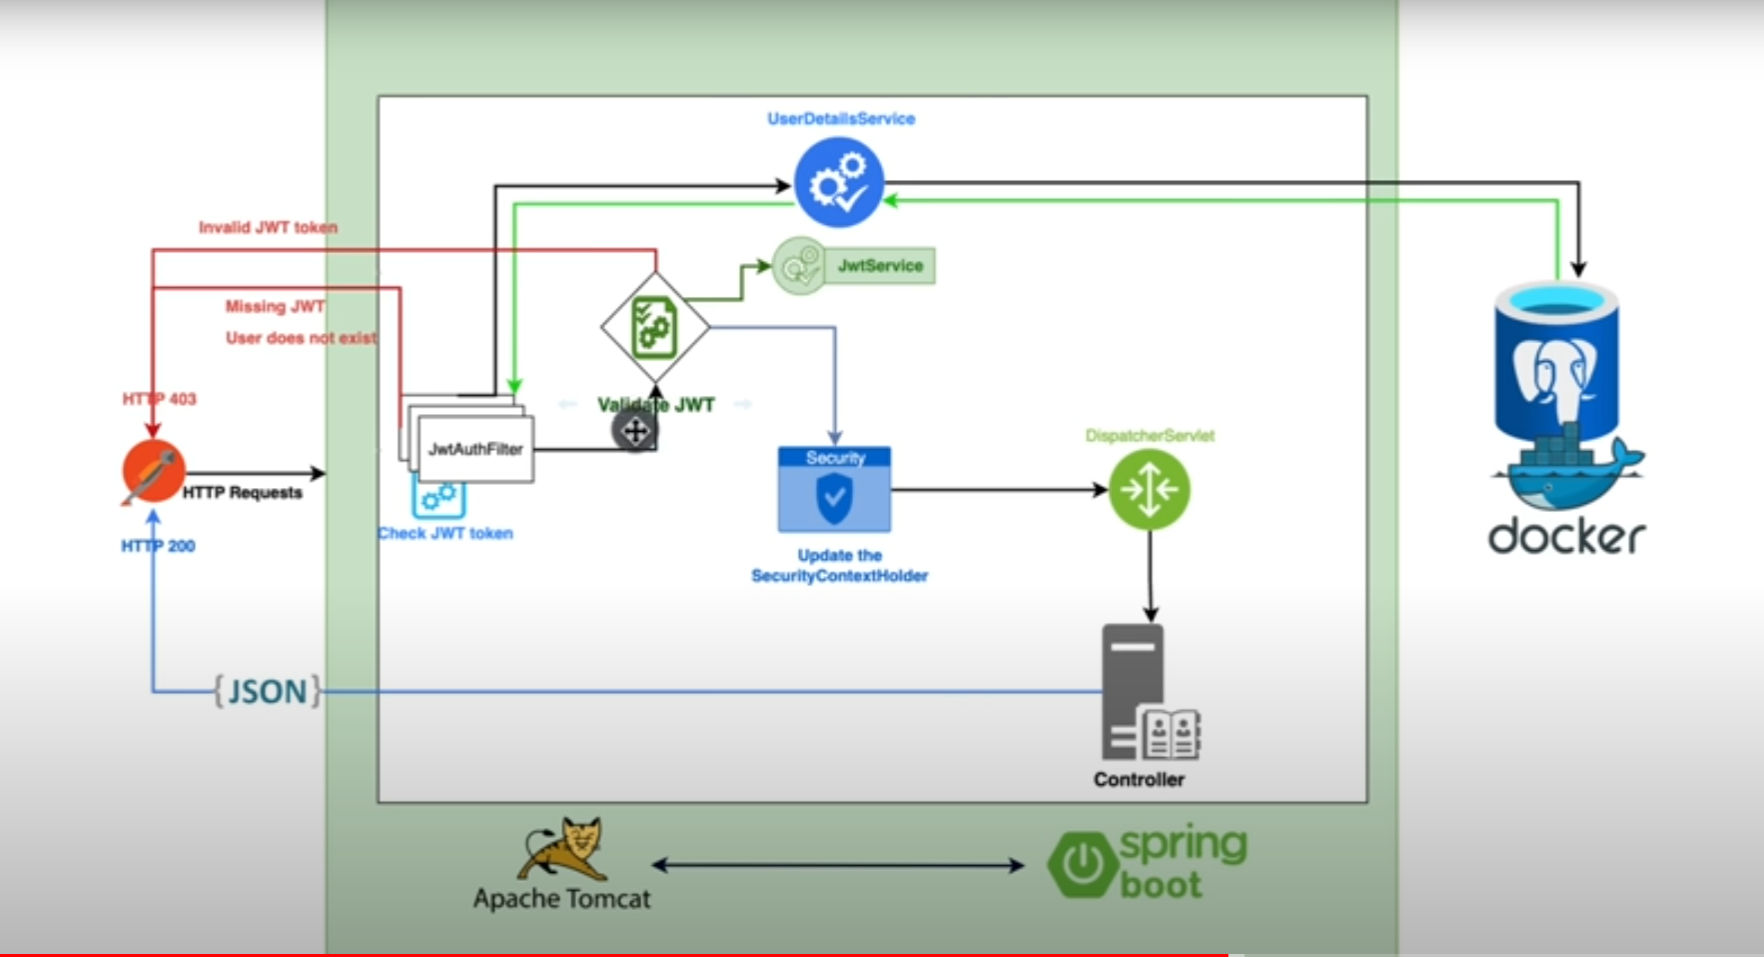 UserDetailsService
Invalid JWT token
JwtService
Missing JWT
User does not exist
HTTP 403
Validate JWT
JwtAuthFilter
DispatcherServlet
Security
HTTP Requests
Check JWT token
HTTP 200
Update the
SecurityContextHolder
docker
{JSON}
Controller
Apache Tomcat
spring
boot